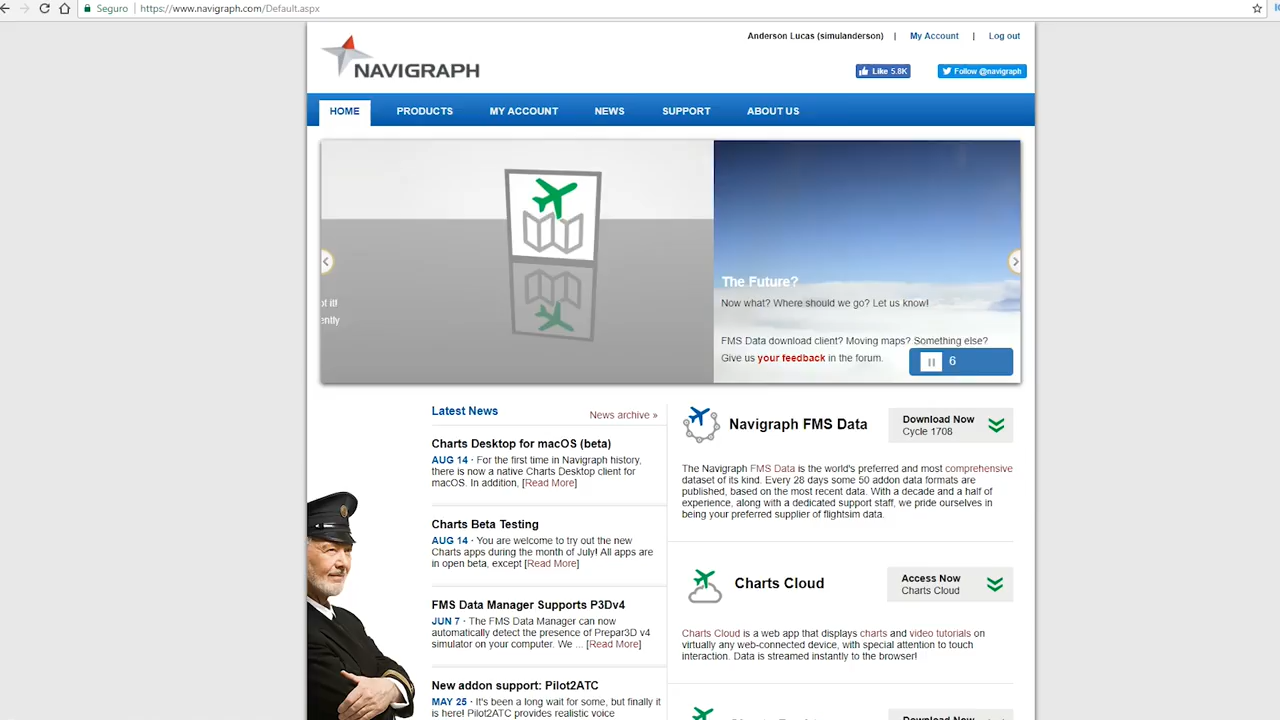 Seguro
https://www.navigraph.com/Default.aspx
Anderson Lucas (simulanderson) | My Account | Log out
NAVIGRAPH
Like 5.8K
Follow @navigraph
HOME PRODUCTS MY ACCOUNT NEWS SUPPORT ABOUT US
ot it!
ently
The Future?
Now what? Where should we go? Let us know!
FMS Data download client? Moving maps? Something else?
Give us your feedback in the forum.
6
Latest News
News archive »
Charts Desktop for macOS (beta)
AUG 14 · For the first time in Navigraph history,
there is now a native Charts Desktop client for
macOS. In addition, [Read More]
Charts Beta Testing
AUG 14 · You are welcome to try out the new
Charts apps during the month of July! All apps are
in open beta, except [Read More]
FMS Data Manager Supports P3Dv4
JUN 7 · The FMS Data Manager can now
automatically detect the presence of Prepar3D v4
simulator on your computer. We ... [Read More]
New addon support: Pilot2ATC
MAY 25 · It's been a long wait for some, but finally it
is here! Pilot2ATC provides realistic voice
Navigraph FMS Data
Download Now
Cycle 1708
The Navigraph FMS Data is the world's preferred and most comprehensive
dataset of its kind. Every 28 days some 50 addon data formats are
published, based on the most recent data. With a decade and a half of
experience, along with a dedicated support staff, we pride ourselves in
being your preferred supplier of flightsim data.
Charts Cloud
Access Now
Charts Cloud
Charts Cloud is a web app that displays charts and video tutorials on
virtually any web-connected device, with special attention to touch
interaction. Data is streamed instantly to the browser!
Download Now